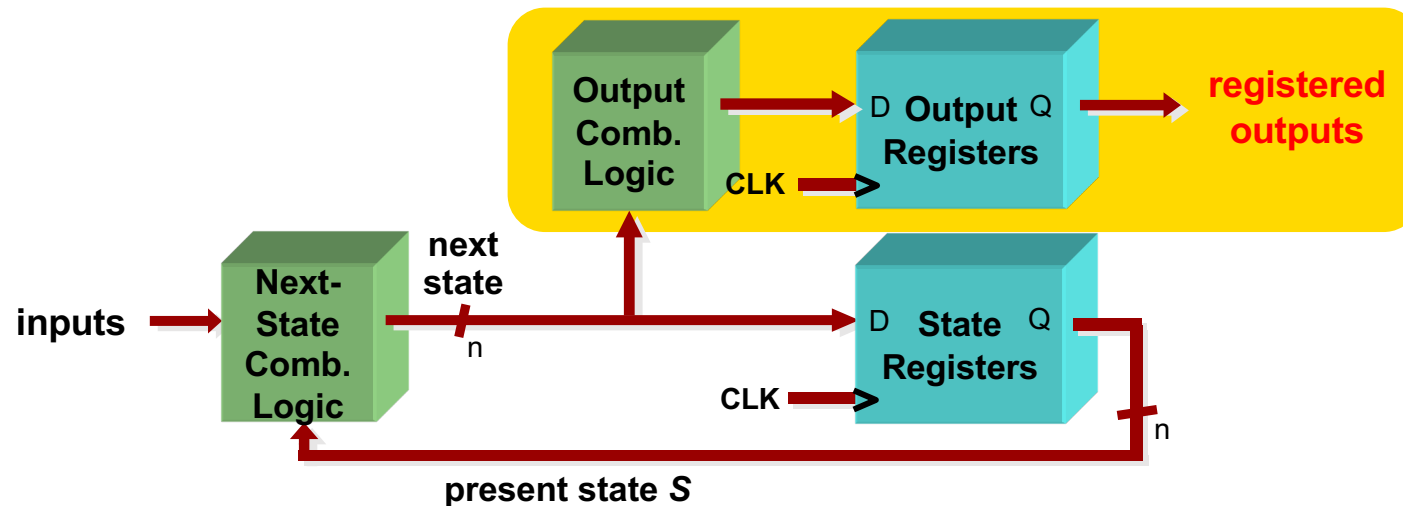 Output
Comb.
Logic
D Output Q
Registers
CLK
registered
outputs
inputs
Next-
State
Comb.
Logic
next
state
n
D State Q
Registers
CLK
n
present state S